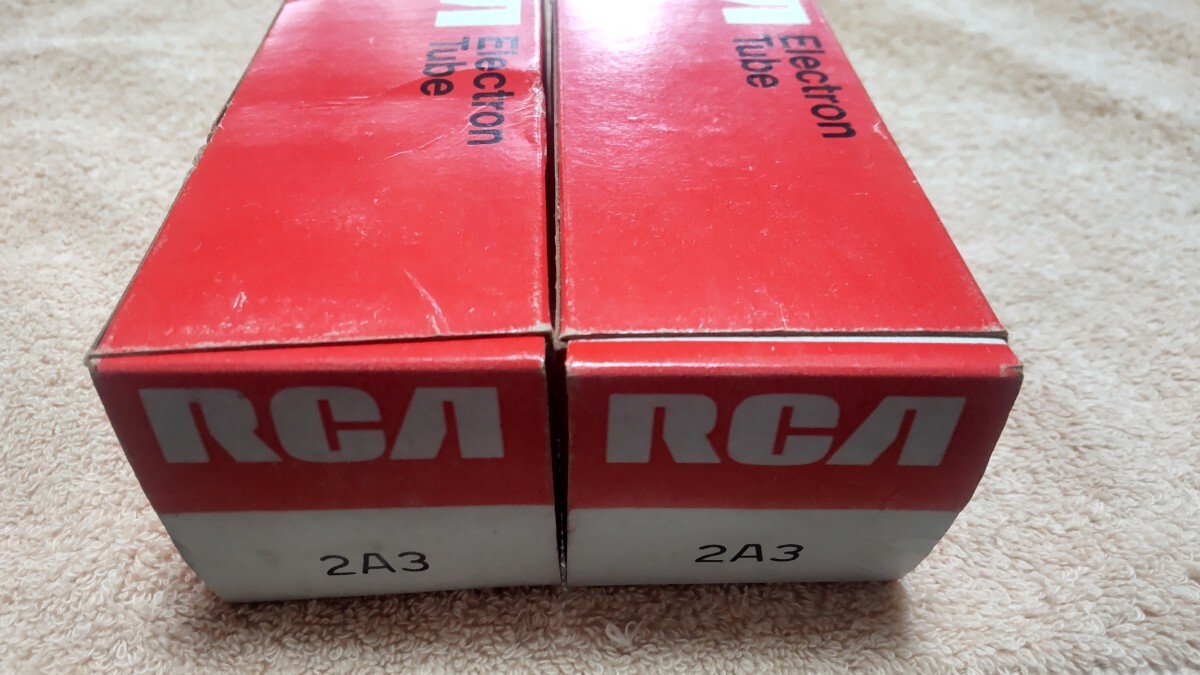 Electron
Tube
Electron
Tube
RCA
2A3
RCA
2A3